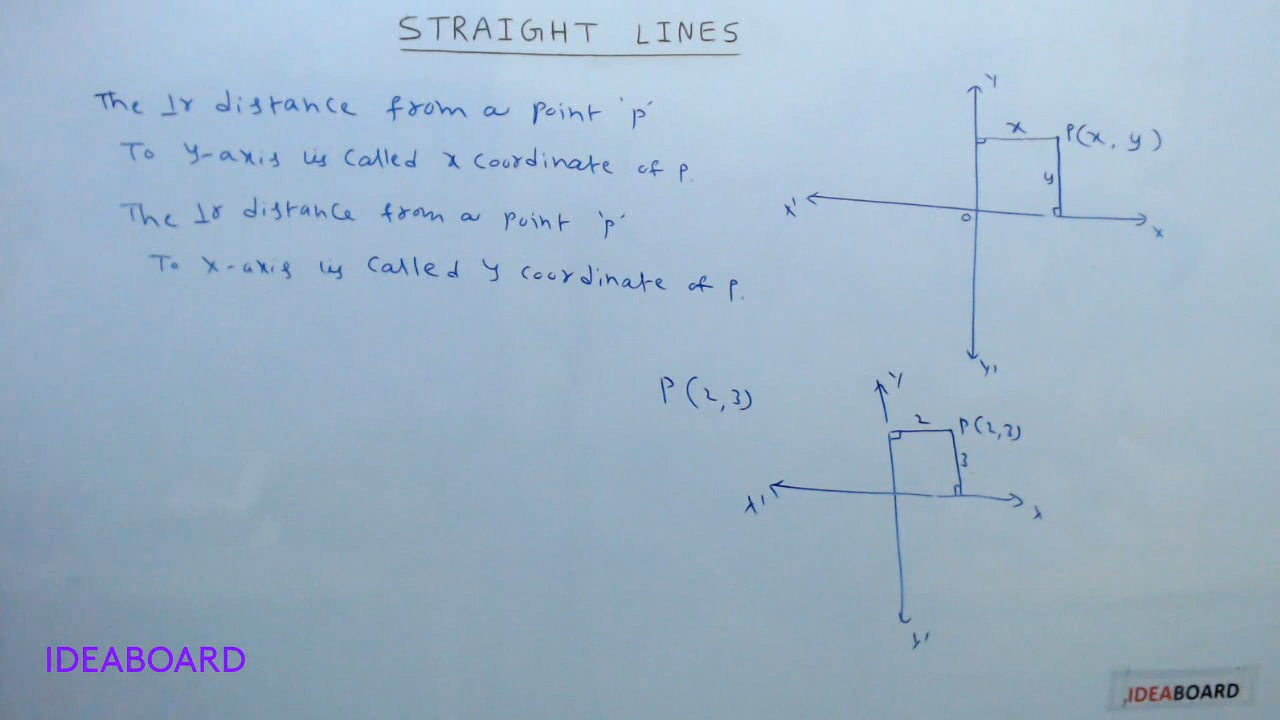 STRAIGHT LINES
The ⊥r distance from a point 'p'
To y-axis is called x coordinate of P.
The ⊥r distance from a point 'p'
To x-axis is called y coordinate of P.
Y
x
P(x, y)
y
X'
O
X
Y'
P(2,3)
Y
2
P(2,3)
3
X'
X
Y'
IDEABOARD
IDEABOARD